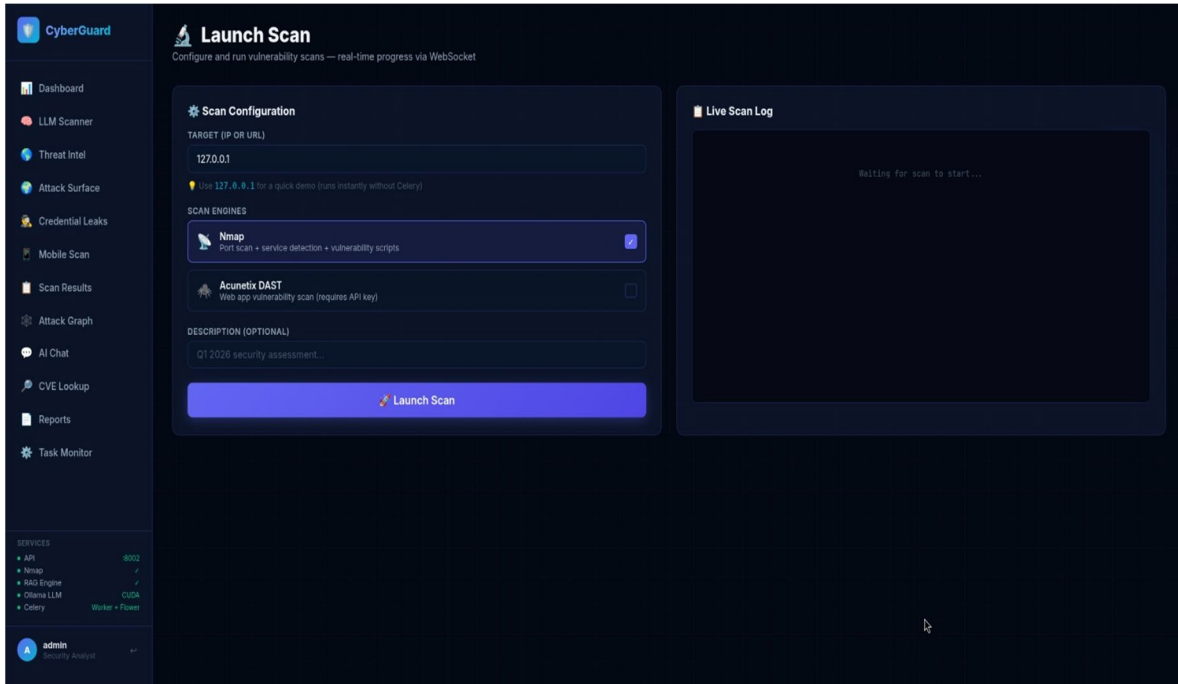 CyberGuard
Dashboard
LLM Scanner
Threat Intel
Attack Surface
Credential Leaks
Mobile Scan
Scan Results
Attack Graph
AI Chat
CVE Lookup
Reports
Task Monitor
SERVICES
API :8002
Nmap ✓
RAG Engine ✓
Ollama LLM CUDA
Celery Worker + Flower
A
admin
Security Analyst
Launch Scan
Configure and run vulnerability scans — real-time progress via WebSocket
Scan Configuration
TARGET (IP OR URL)
127.0.0.1
Use 127.0.0.1 for a quick demo (runs instantly without Celery)
SCAN ENGINES
Nmap
Port scan + service detection + vulnerability scripts
Acunetix DAST
Web app vulnerability scan (requires API key)
DESCRIPTION (OPTIONAL)
Q1 2026 security assessment...
Launch Scan
Live Scan Log
Waiting for scan to start...